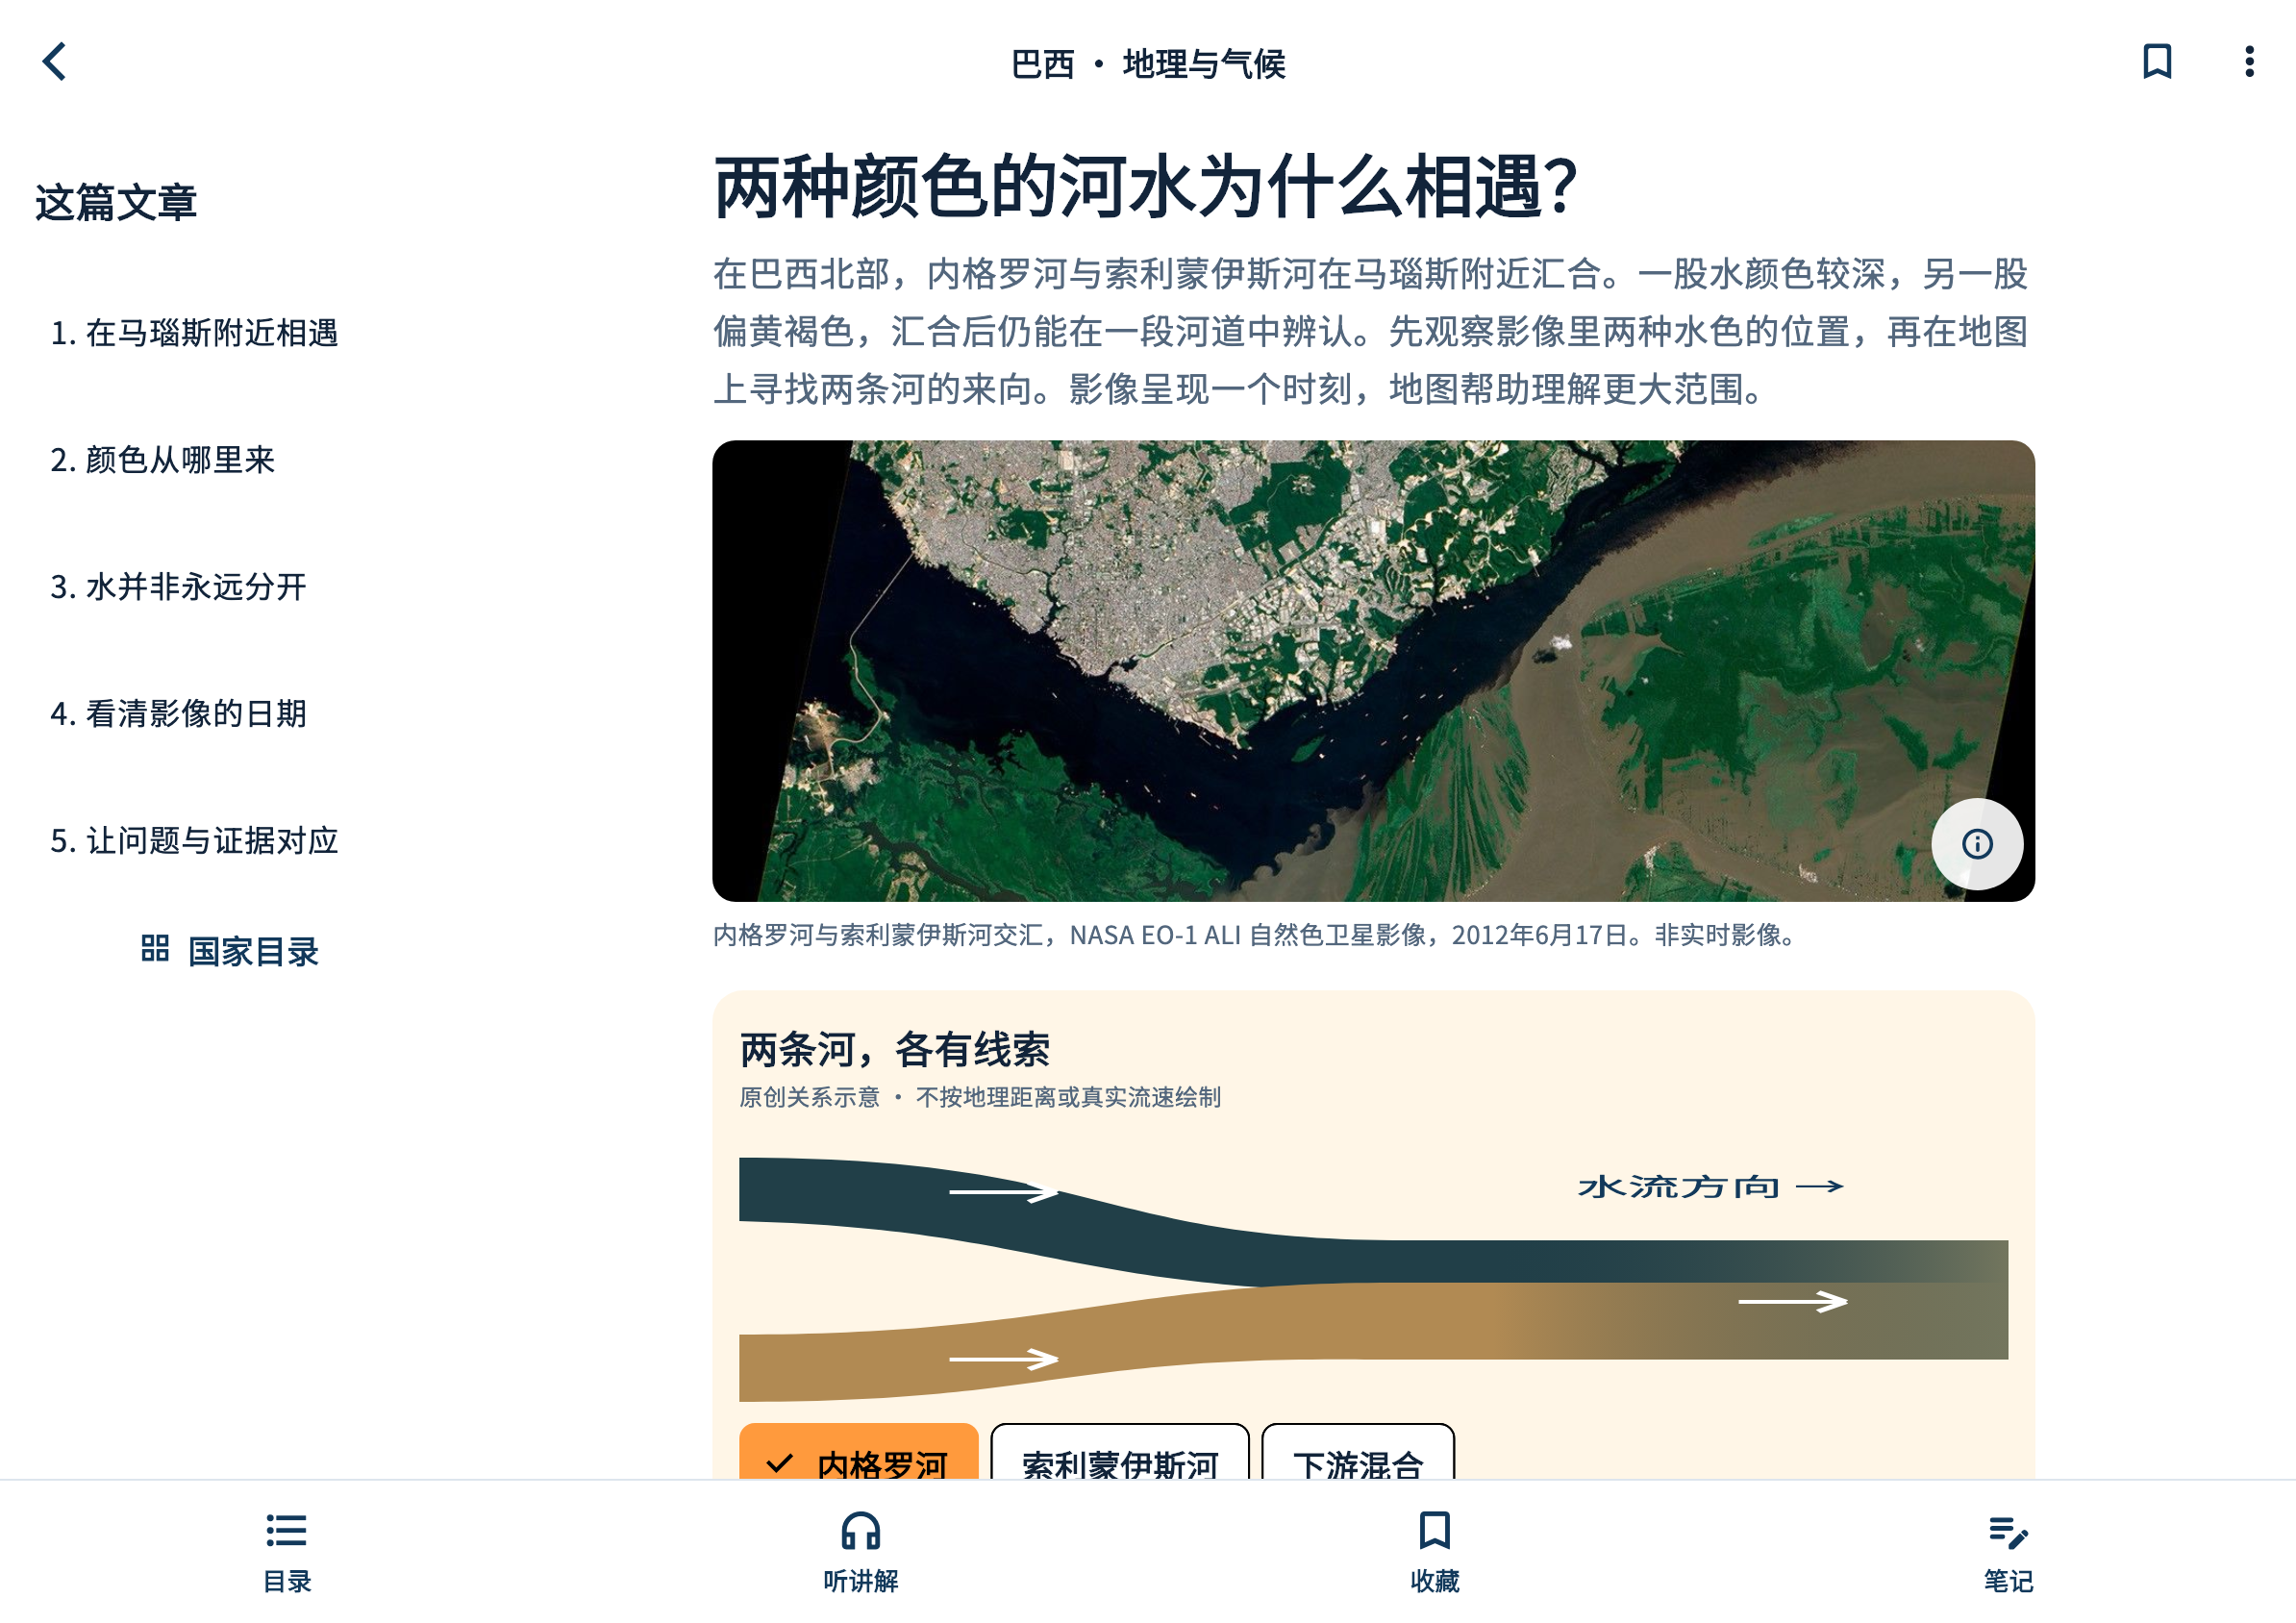 巴西 · 地理与气候
这篇文章
1. 在马瑙斯附近相遇
2. 颜色从哪里来
3. 水并非永远分开
4. 看清影像的日期
5. 让问题与证据对应
国家目录
两种颜色的河水为什么相遇？
在巴西北部，内格罗河与索利蒙伊斯河在马瑙斯附近汇合。一股水颜色较深，另一股
偏黄褐色，汇合后仍能在一段河道中辨认。先观察影像里两种水色的位置，再在地图
上寻找两条河的来向。影像呈现一个时刻，地图帮助理解更大范围。
内格罗河与索利蒙伊斯河交汇，NASA EO-1 ALI 自然色卫星影像，2012年6月17日。非实时影像。
两条河，各有线索
原创关系示意 · 不按地理距离或真实流速绘制
水流方向 →
内格罗河
索利蒙伊斯河
下游混合
目录
听讲解
收藏
笔记